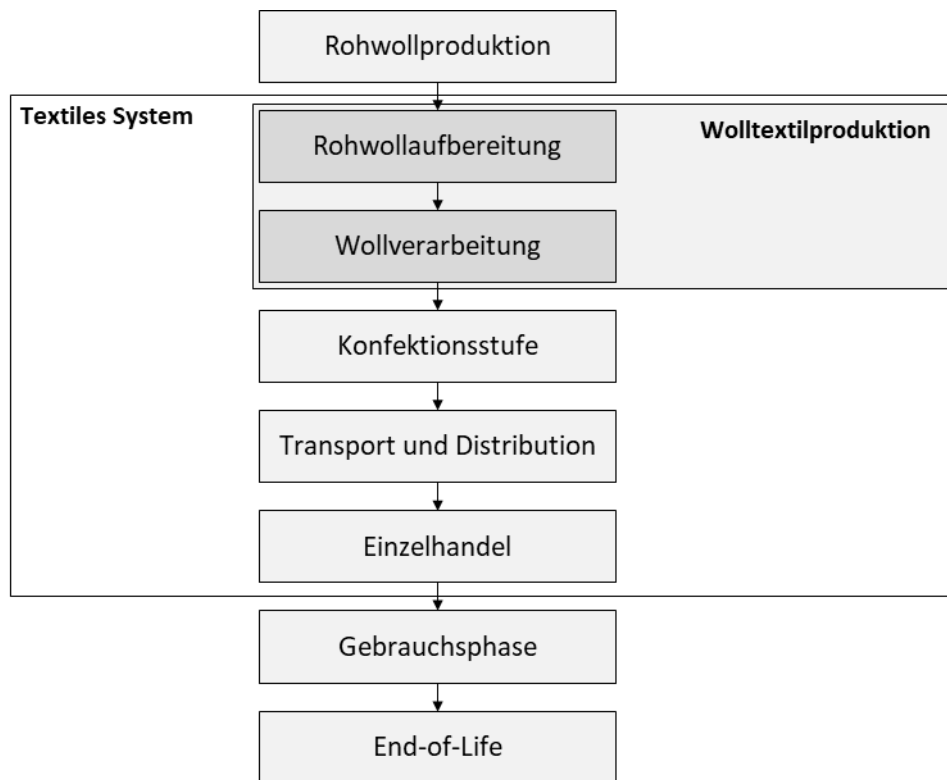 Rohwollproduktion
Textiles System
Wolltextilproduktion
Rohwollaufbereitung
Wollverarbeitung
Konfektionsstufe
Transport und Distribution
Einzelhandel
Gebrauchsphase
End-of-Life